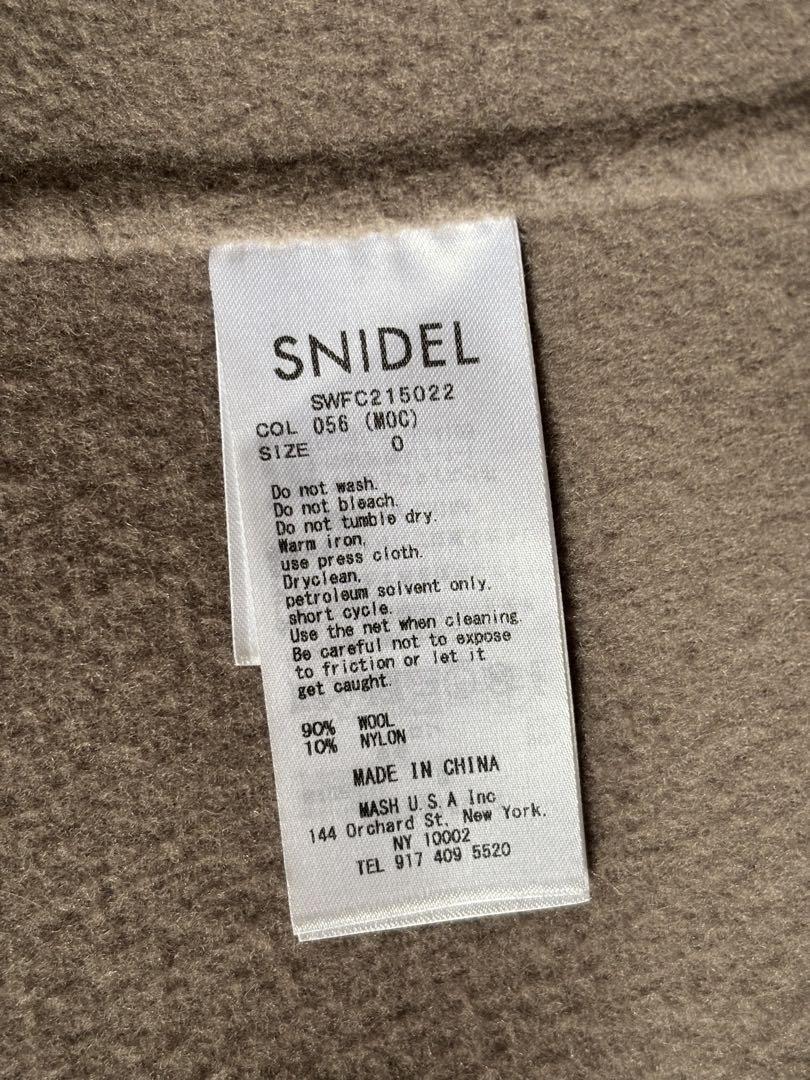 SNIDEL
SWFC215022
COL 056 (MOC)
SIZE 0
Do not wash.
Do not bleach.
Do not tumble dry.
Warm iron,
use press cloth.
Dryclean,
petroleum solvent only,
short cycle.
Use the net when cleaning.
Be careful not to expose
to friction or let it
get caught.
90% WOOL
10% NYLON
MADE IN CHINA
MASH U.S.A Inc
144 Orchard St. New York,
NY 10002
TEL 917 409 5520